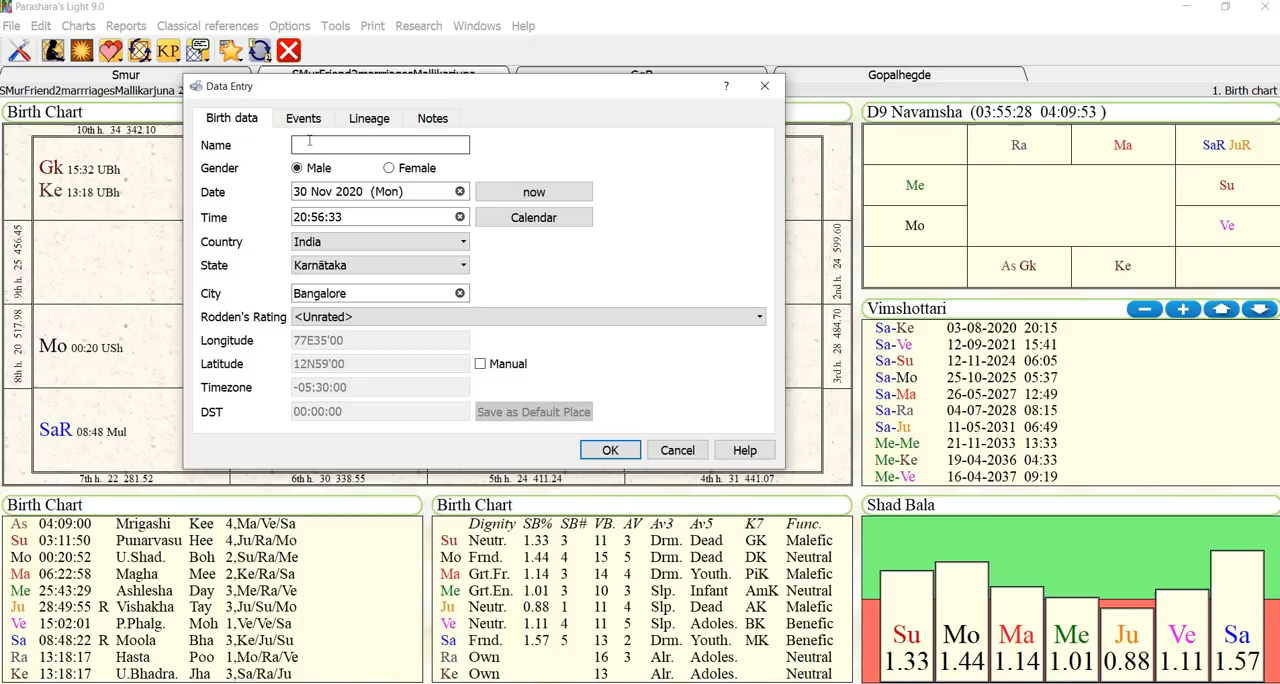 Parashara's Light 9.0
File Edit Charts Reports Classical references Options Tools Print Research Windows Help
KP
Smur SMurFriend2marrriagesMallikarjuna GgB Gopalhegde
SMurFriend2marrriagesMallikarjuna 2 1. Birth chart
Birth Chart
10th h. 34 342.10
Gk 15:32 UBh
Ke 13:18 UBh
9th h. 25 456.45
8th h. 20 517.98
Mo 00:20 USh
SaR 08:48 Mul
7th h. 22 281.52 6th h. 30 338.55 5th h. 24 411.24 4th h. 31 441.07
2nd h. 24 599.60
3rd h. 28 484.70
Data Entry ?
Birth data Events Lineage Notes
Name
Gender Male Female
Date 30 Nov 2020 (Mon) now
Time 20:56:33 Calendar
Country India
State Karnātaka
City Bangalore
Rodden's Rating <Unrated>
Longitude 77E35'00
Latitude 12N59'00 Manual
Timezone -05:30:00
DST 00:00:00 Save as Default Place
OK Cancel Help
D9 Navamsha (03:55:28 04:09:53 )
Ra Ma SaR JuR
Me Su
Mo Ve
As Gk Ke
Vimshottari
Sa-Ke 03-08-2020 20:15
Sa-Ve 12-09-2021 15:41
Sa-Su 12-11-2024 06:05
Sa-Mo 25-10-2025 05:37
Sa-Ma 26-05-2027 12:49
Sa-Ra 04-07-2028 08:15
Sa-Ju 11-05-2031 06:49
Me-Me 21-11-2033 13:33
Me-Ke 19-04-2036 04:33
Me-Ve 16-04-2037 09:19
Birth Chart
As 04:09:00 Mrigashi Kee 4,Ma/Ve/Sa
Su 03:11:50 Punarvasu Hee 4,Ju/Ra/Mo
Mo 00:20:52 U.Shad. Boh 2,Su/Ra/Me
Ma 06:22:58 Magha Mee 2,Ke/Ra/Sa
Me 25:43:29 Ashlesha Day 3,Me/Ra/Ve
Ju 28:49:55 R Vishakha Tay 3,Ju/Su/Mo
Ve 15:02:01 P.Phalg. Moh 1,Ve/Ve/Sa
Sa 08:48:22 R Moola Bha 3,Ke/Ju/Su
Ra 13:18:17 Hasta Poo 1,Mo/Ra/Ve
Ke 13:18:17 U.Bhadra. Jha 3,Sa/Ra/Ju
Birth Chart
Dignity SB% SB# VB. AV Av3 Av5 K7 Func.
Su Neutr. 1.33 3 11 3 Drm. Dead GK Malefic
Mo Frnd. 1.44 4 15 5 Drm. Dead DK Neutral
Ma Grt.Fr. 1.14 3 14 4 Drm. Youth. PiK Malefic
Me Grt.En. 1.01 3 10 3 Slp. Infant AmK Neutral
Ju Neutr. 0.88 1 11 4 Slp. Dead AK Malefic
Ve Neutr. 1.11 4 11 5 Slp. Adoles. BK Benefic
Sa Frnd. 1.57 5 13 2 Drm. Youth. MK Benefic
Ra Own 16 3 Alr. Adoles. Neutral
Ke Own 13 Alr. Adoles. Neutral
Shad Bala
Su Mo Ma Me Ju Ve Sa
1.33 1.44 1.14 1.01 0.88 1.11 1.57